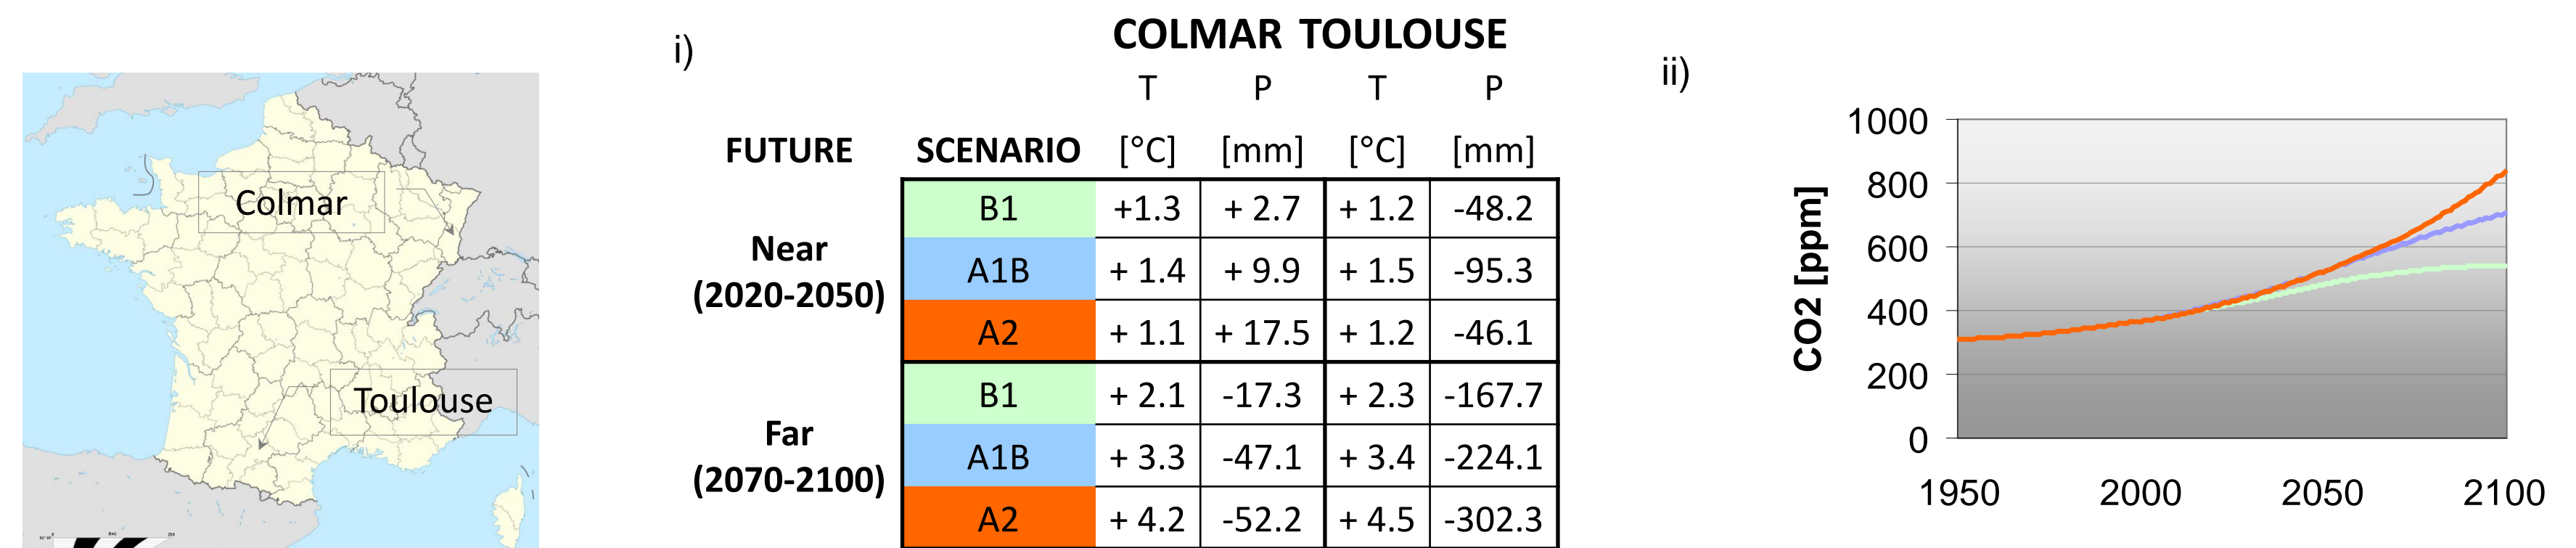 Colmar
Toulouse
i)
COLMAR TOULOUSE
T P T P
FUTURE SCENARIO [°C] [mm] [°C] [mm]
Near
(2020-2050)
B1 +1.3 + 2.7 + 1.2 -48.2
A1B + 1.4 + 9.9 + 1.5 -95.3
A2 + 1.1 + 17.5 + 1.2 -46.1
Far
(2070-2100)
B1 + 2.1 -17.3 + 2.3 -167.7
A1B + 3.3 -47.1 + 3.4 -224.1
A2 + 4.2 -52.2 + 4.5 -302.3
ii)
CO2 [ppm]
1000
800
600
400
200
0
1950 2000 2050 2100